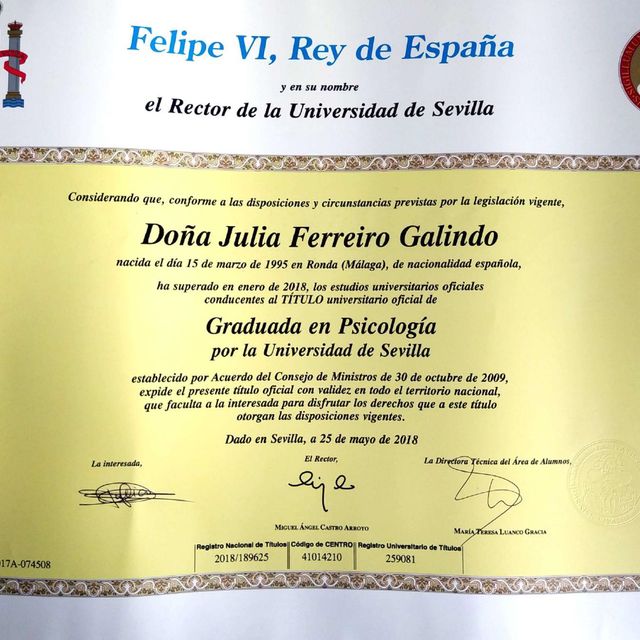 Felipe VI, Rey de España
y en su nombre
el Rector de la Universidad de Sevilla
Considerando que, conforme a las disposiciones y circunstancias previstas por la legislación vigente,
Doña Julia Ferreiro Galindo
nacida el día 15 de marzo de 1995 en Ronda (Málaga), de nacionalidad española,
ha superado en enero de 2018, los estudios universitarios oficiales
conducentes al TÍTULO universitario oficial de
Graduada en Psicología
por la Universidad de Sevilla
establecido por Acuerdo del Consejo de Ministros de 30 de octubre de 2009,
expide el presente título oficial con validez en todo el territorio nacional,
que faculta a la interesada para disfrutar los derechos que a este título
otorgan las disposiciones vigentes.
Dado en Sevilla, a 25 de mayo de 2018
La interesada,
El Rector,
La Directora Técnica del Área de Alumnos,
MIGUEL ÁNGEL CASTRO ARROYO
MARÍA TERESA LUANCO GRACIA
Registro Nacional de Títulos Código de CENTRO Registro Universitario de Títulos
2018/189625 41014210 259081
017A-074508